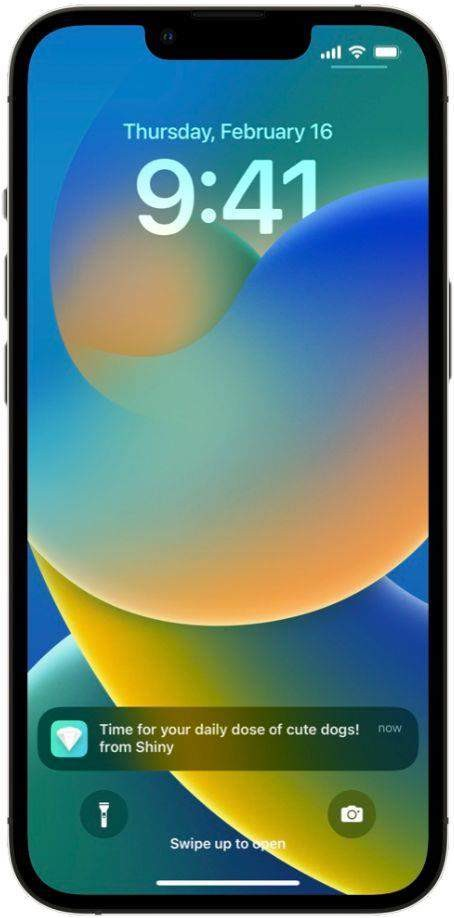 Thursday, February 16
9:41
Time for your daily dose of cute dogs!
now
from Shiny
Swipe up to open